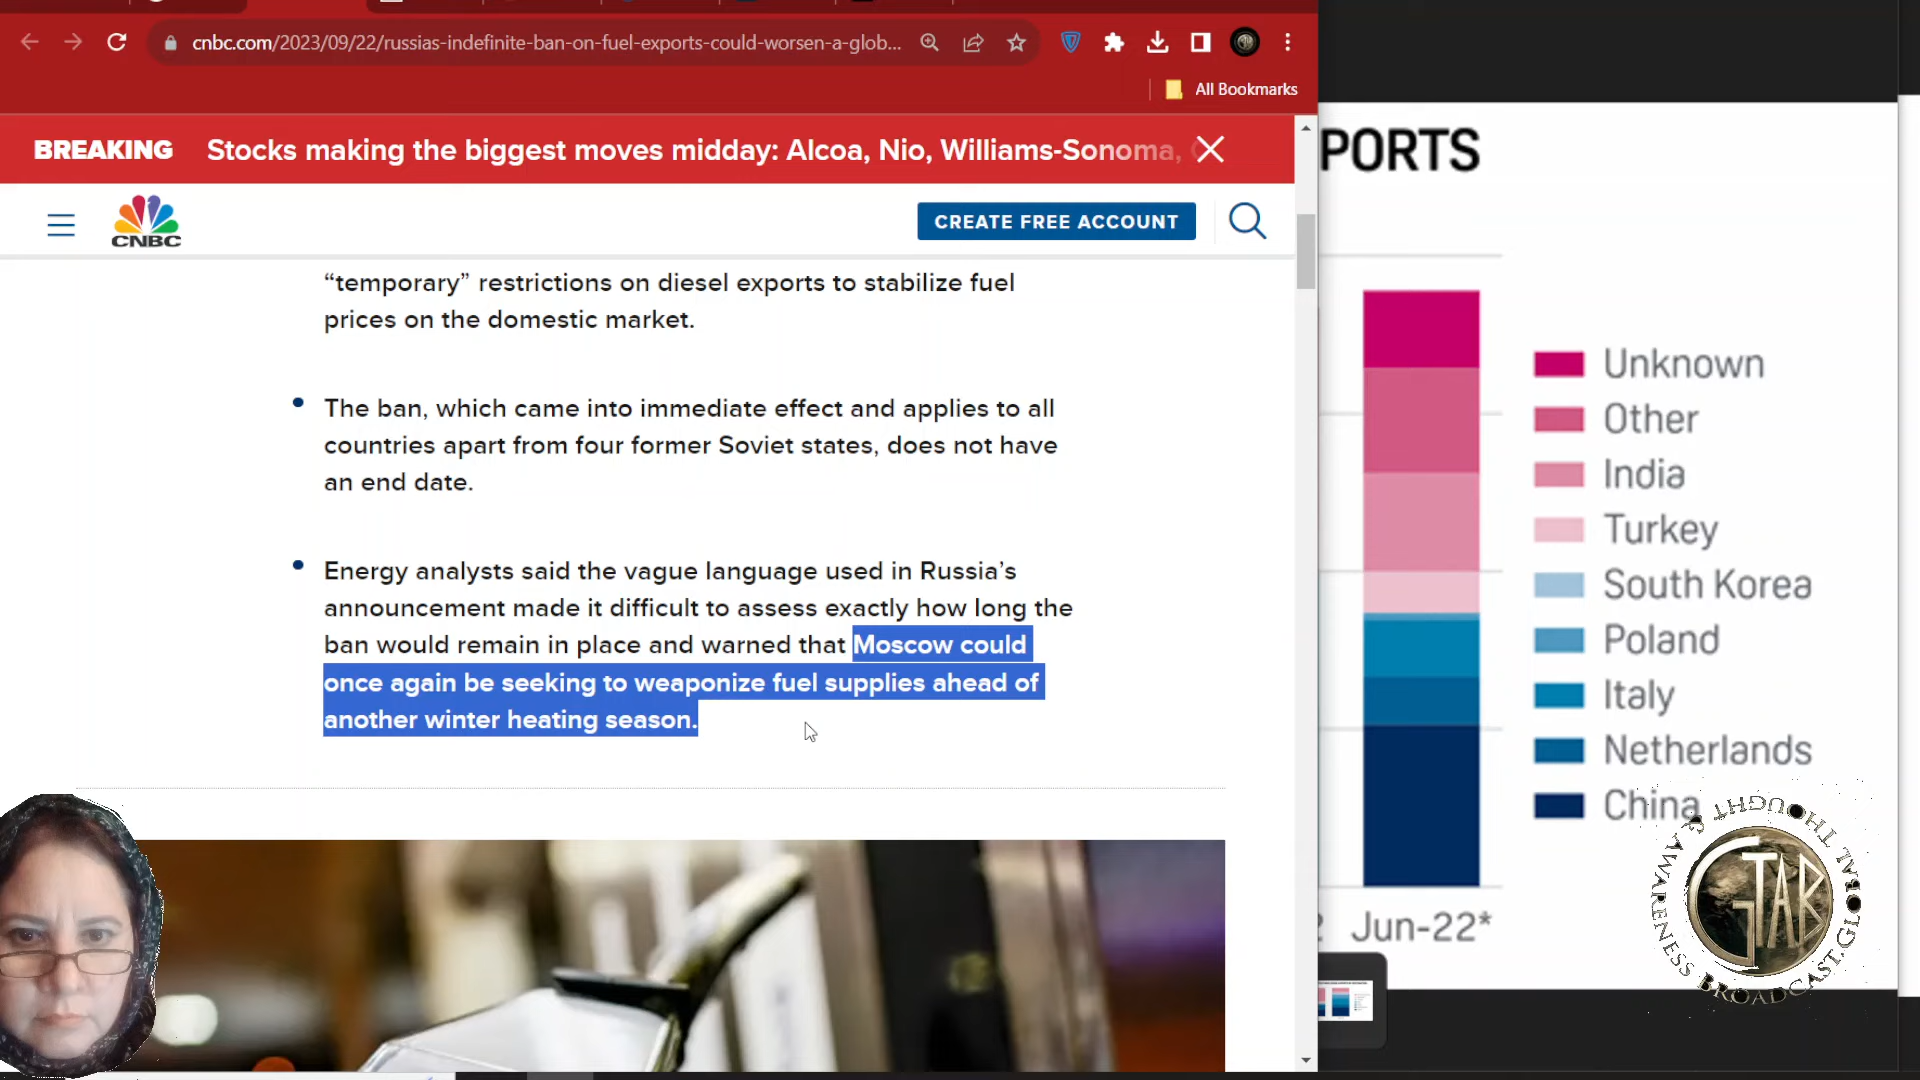 cnbc.com/2023/09/22/russias-indefinite-ban-on-fuel-exports-could-worsen-a-glob...
All Bookmarks
BREAKING Stocks making the biggest moves midday: Alcoa, Nio, Williams-Sonoma,
CNBC
CREATE FREE ACCOUNT
“temporary” restrictions on diesel exports to stabilize fuel
prices on the domestic market.
• The ban, which came into immediate effect and applies to all
countries apart from four former Soviet states, does not have
an end date.
• Energy analysts said the vague language used in Russia’s
announcement made it difficult to assess exactly how long the
ban would remain in place and warned that Moscow could
once again be seeking to weaponize fuel supplies ahead of
another winter heating season.
PORTS
Unknown
Other
India
Turkey
South Korea
Poland
Italy
Netherlands
China
2 Jun-22*
GTAB
GLOBAL THOUGHT & AWARENESS BROADCAST.